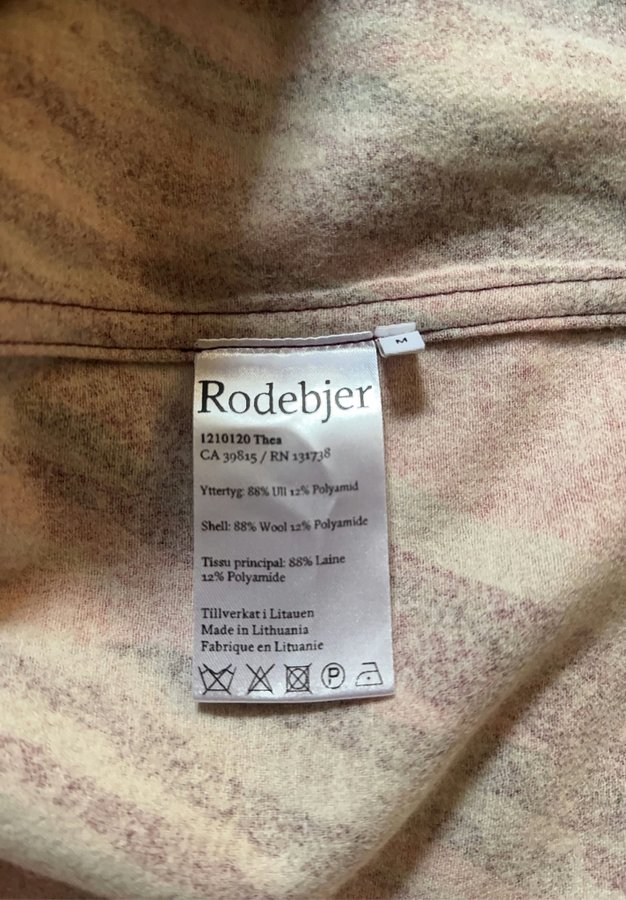 M
Rodebjer
1210120 Thea
CA 39815 / RN 131738
Yttertyg: 88% Ull 12% Polyamid
Shell: 88% Wool 12% Polyamide
Tissu principal: 88% Laine
12% Polyamide
Tillverkat i Litauen
Made in Lithuania
Fabrique en Lituanie
P